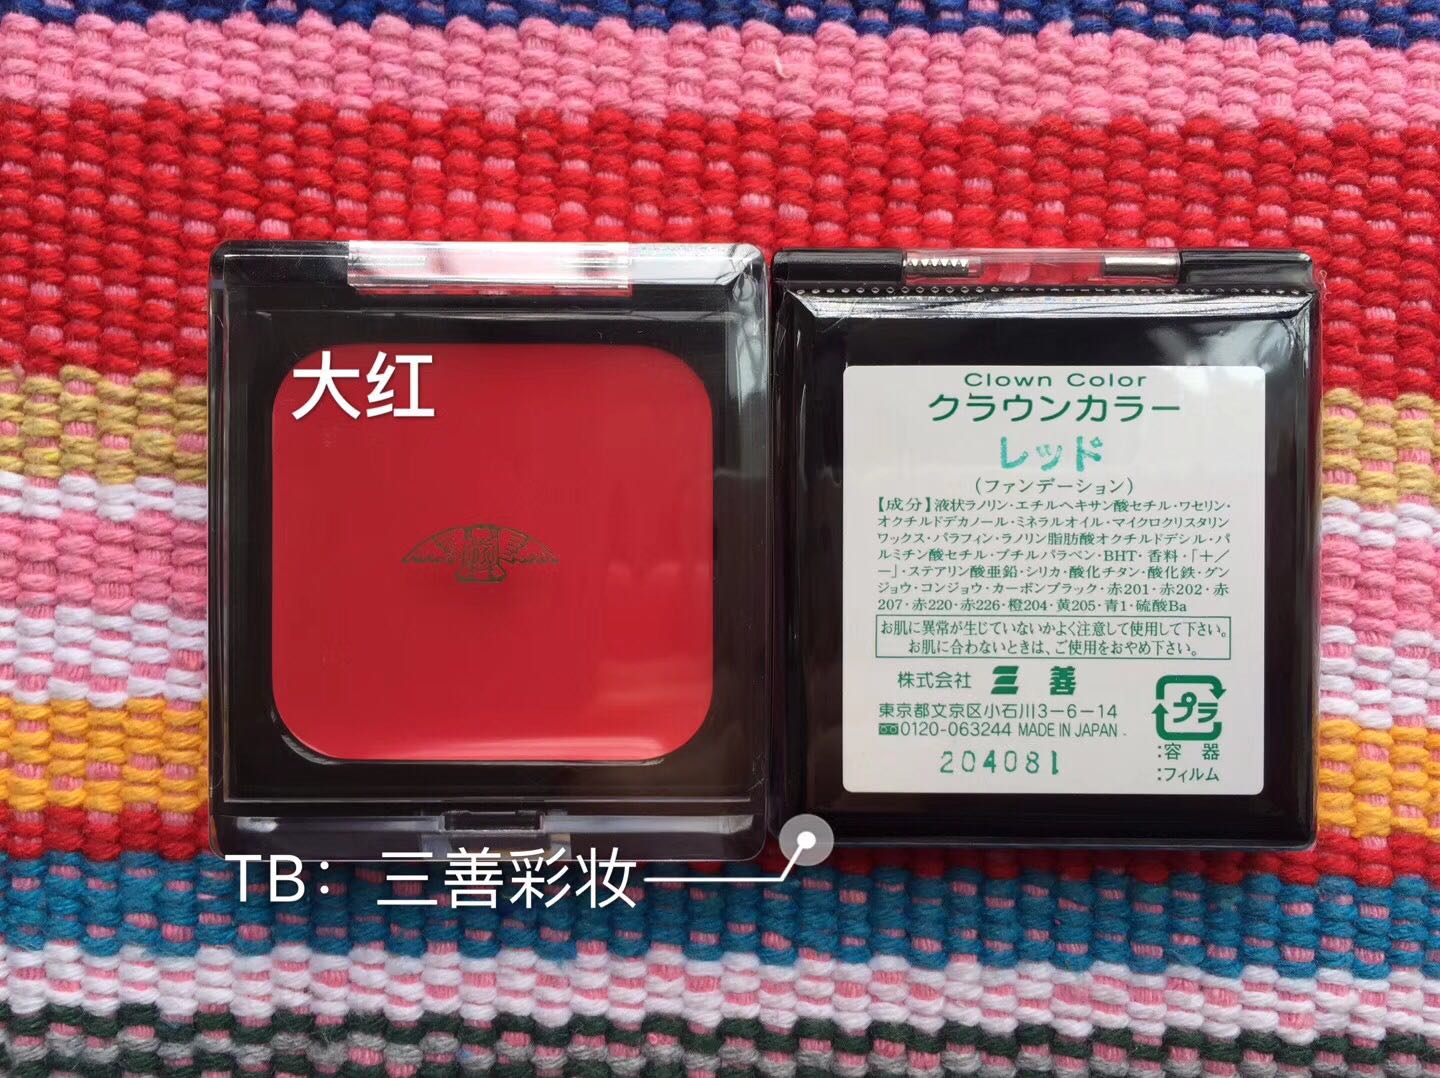 大红
TB：三善彩妆
Clown Color
クラウンカラー
レッド
（ファンデーション）
【成分】液状ラノリン・エチルヘキサン酸セチル・ワセリン・
オクチルドデカノール・ミネラルオイル・マイクロクリスタリン
ワックス・パラフィン・ラノリン脂肪酸オクチルドデシル・パ
ルミチン酸セチル・ブチルパラベン・BHT・香料・「＋／
－」・ステアリン酸亜鉛・シリカ・酸化チタン・酸化鉄・グン
ジョウ・コンジョウ・カーボンブラック・赤201・赤202・赤
207・赤220・赤226・橙204・黄205・青1・硫酸Ba
お肌に異常が生じていないかよく注意して使用して下さい。
お肌に合わないときは、ご使用をおやめ下さい。
株式会社 三善
東京都文京区小石川3－6－14
0120-063244 MADE IN JAPAN
204081
プラ
:容器
:フィルム